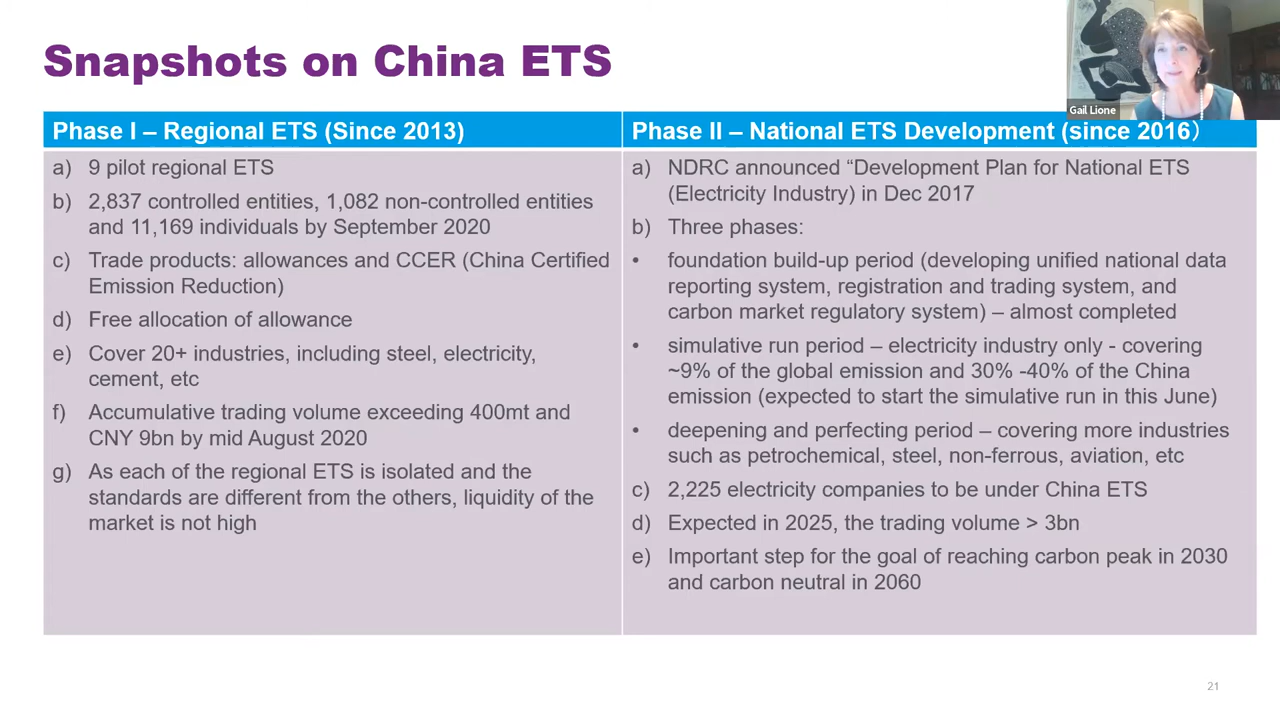 Snapshots on China ETS
Gail Lione
Phase I – Regional ETS (Since 2013)
a) 9 pilot regional ETS
b) 2,837 controlled entities, 1,082 non-controlled entities
and 11,169 individuals by September 2020
c) Trade products: allowances and CCER (China Certified
Emission Reduction)
d) Free allocation of allowance
e) Cover 20+ industries, including steel, electricity,
cement, etc
f) Accumulative trading volume exceeding 400mt and
CNY 9bn by mid August 2020
g) As each of the regional ETS is isolated and the
standards are different from the others, liquidity of the
market is not high
Phase II – National ETS Development (since 2016）
a) NDRC announced “Development Plan for National ETS
(Electricity Industry) in Dec 2017
b) Three phases:
• foundation build-up period (developing unified national data
reporting system, registration and trading system, and
carbon market regulatory system) – almost completed
• simulative run period – electricity industry only - covering
~9% of the global emission and 30% -40% of the China
emission (expected to start the simulative run in this June)
• deepening and perfecting period – covering more industries
such as petrochemical, steel, non-ferrous, aviation, etc
c) 2,225 electricity companies to be under China ETS
d) Expected in 2025, the trading volume > 3bn
e) Important step for the goal of reaching carbon peak in 2030
and carbon neutral in 2060
21